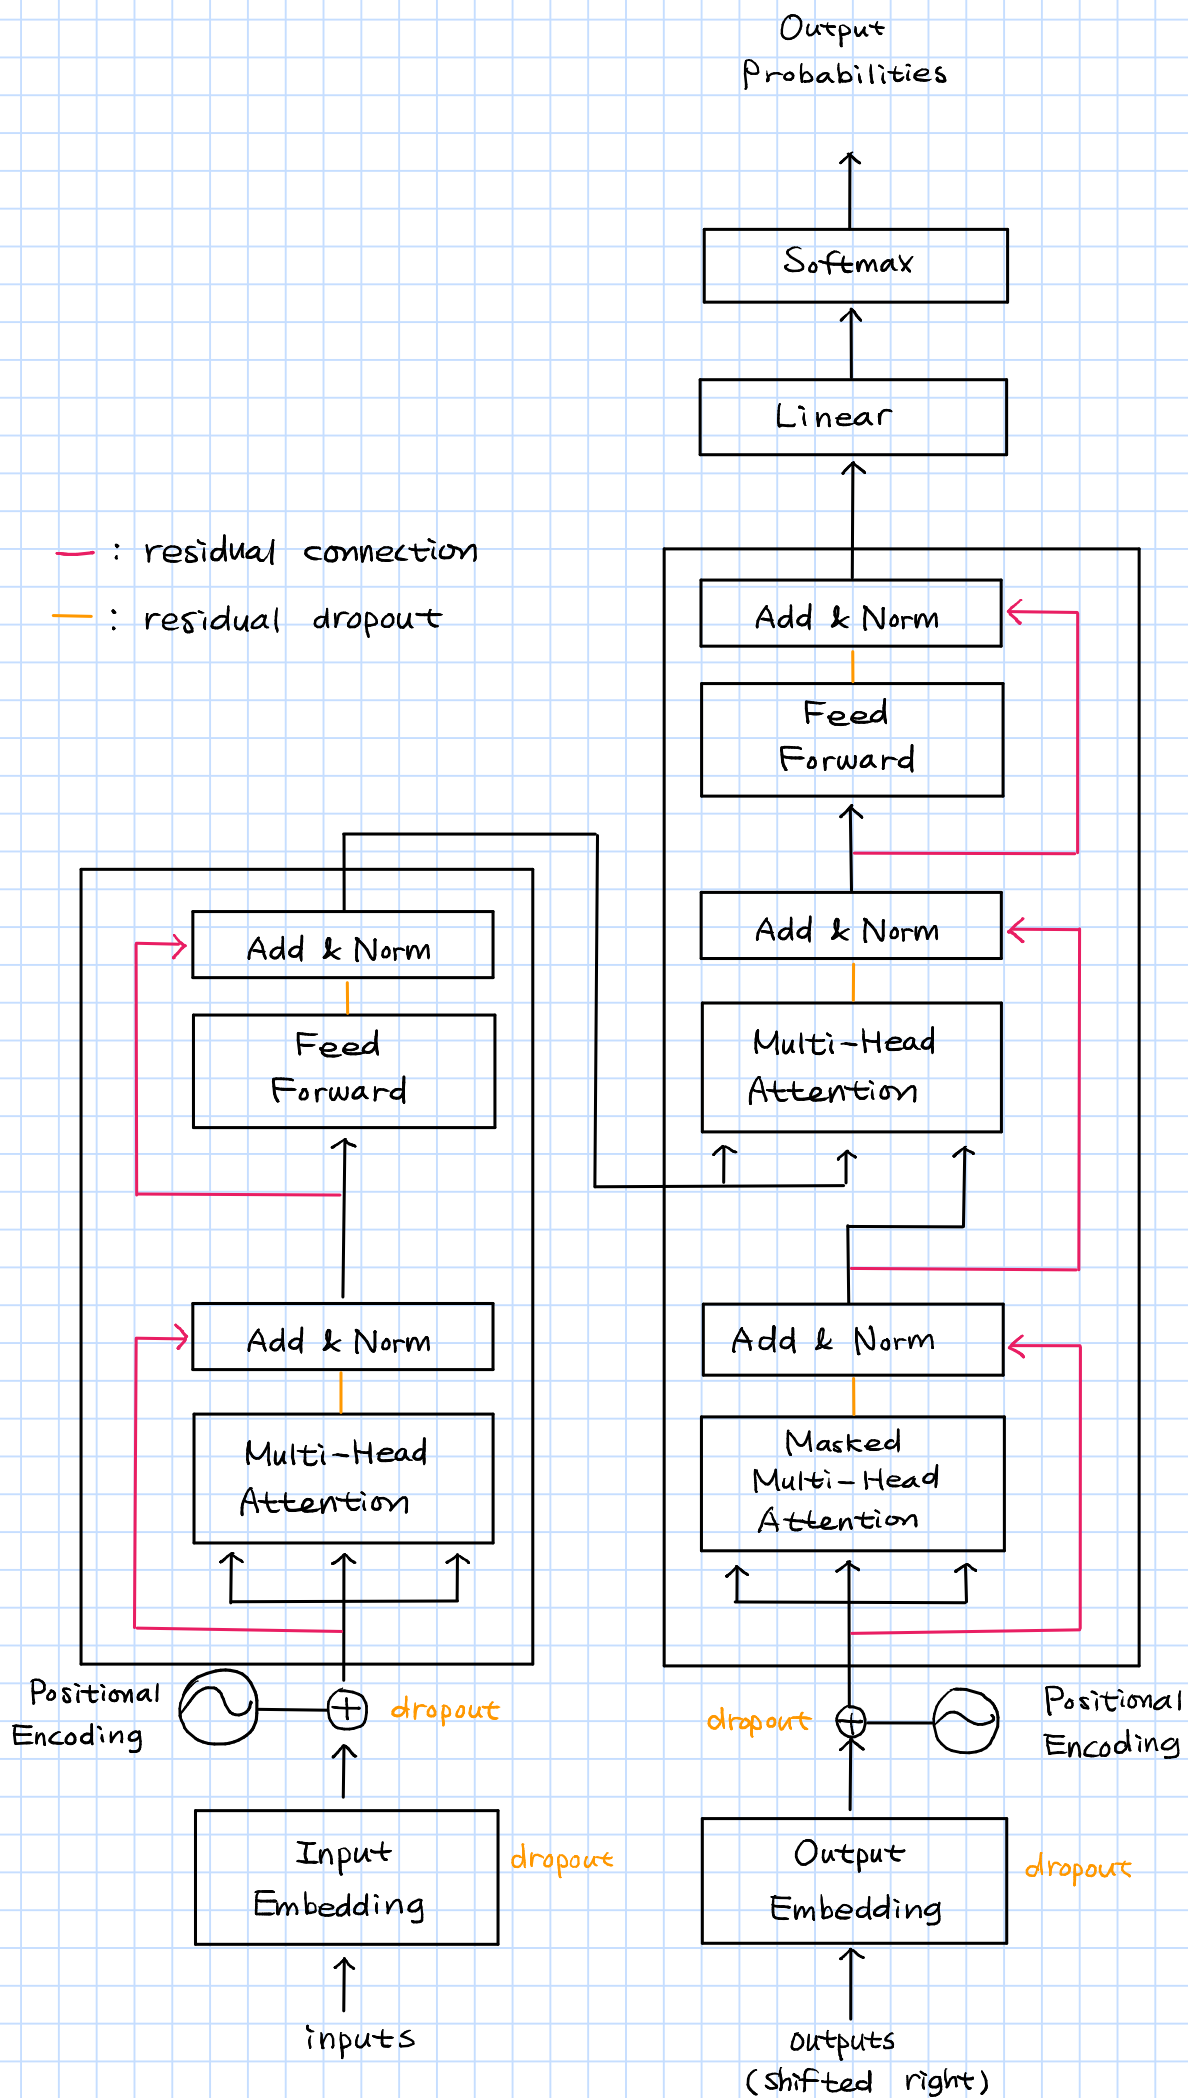 Output
Probabilities
Softmax
Linear
: residual connection
: residual dropout
Add & Norm
Feed
Forward
Add & Norm
Multi-Head
Attention
Add & Norm
Masked
Multi-Head
Attention
Add & Norm
Feed
Forward
Add & Norm
Multi-Head
Attention
Positional
Encoding
dropout
dropout
Positional
Encoding
Input
Embedding
dropout
Output
Embedding
dropout
inputs
outputs
(shifted right)